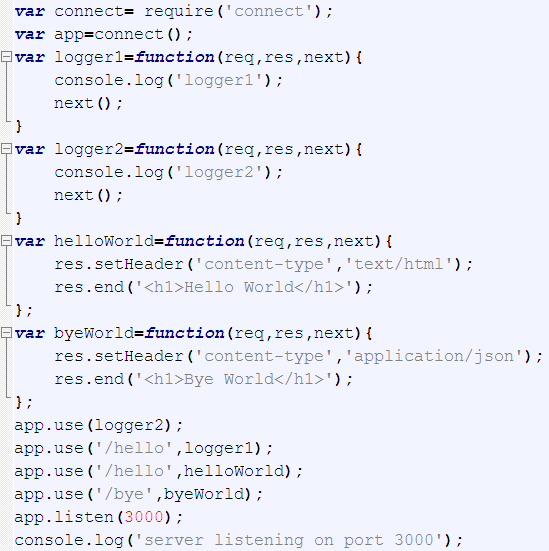 var connect= require('connect');
var app=connect();
var logger1=function(req,res,next){
    console.log('logger1');
    next();
}
var logger2=function(req,res,next){
    console.log('logger2');
    next();
}
var helloWorld=function(req,res,next){
    res.setHeader('content-type','text/html');
    res.end('<h1>Hello World</h1>');
};
var byeWorld=function(req,res,next){
    res.setHeader('content-type','application/json');
    res.end('<h1>Bye World</h1>');
};
app.use(logger2);
app.use('/hello',logger1);
app.use('/hello',helloWorld);
app.use('/bye',byeWorld);
app.listen(3000);
console.log('server listening on port 3000');